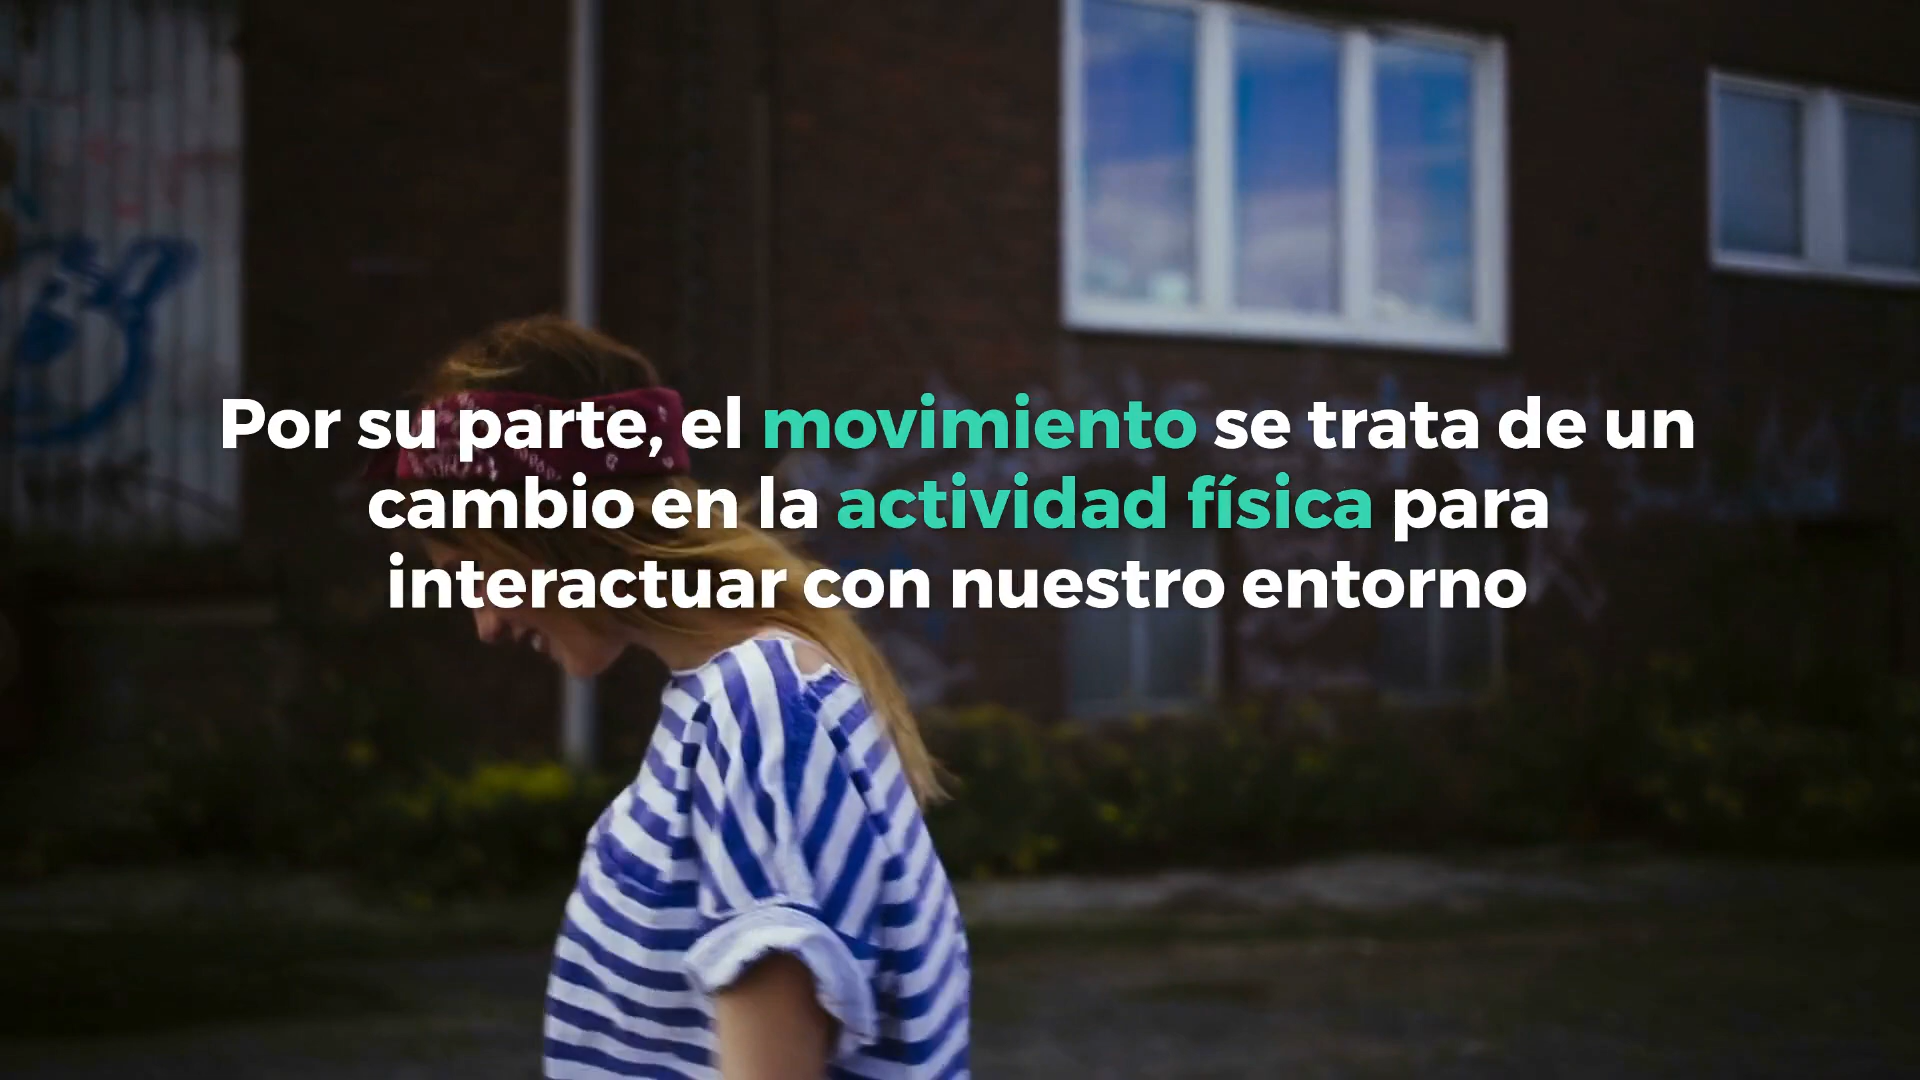 Por su parte, el movimiento se trata de un
cambio en la actividad física para
interactuar con nuestro entorno